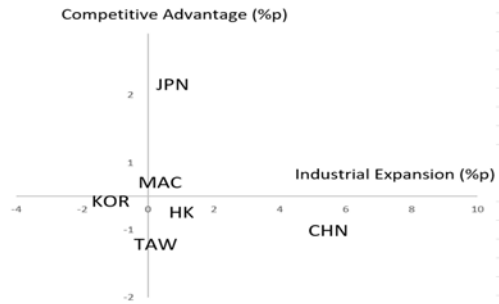 Competitive Advantage (%p)
JPN
2
1
Industrial Expansion (%p)
MAC
KOR
HK
-4
-2
0
2
4
6
8
10
-1
CHN
TAW
-2